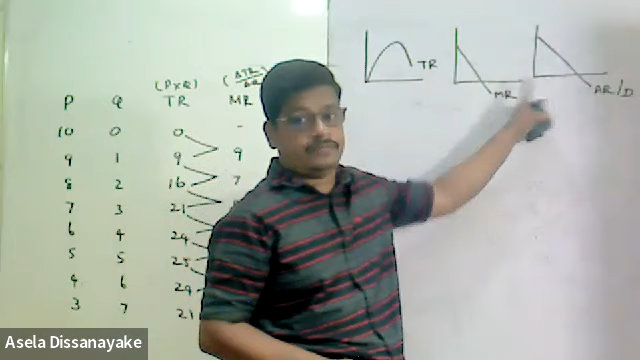 (PxQ) (ΔTR/ΔQ)
P Q TR MR
10 0 0 -
9 1 9 9
8 2 16 7
7 3 21
6 4 24
5 5 25
4 6 24
3 7 21
TR
MR
AR/D
Asela Dissanayake